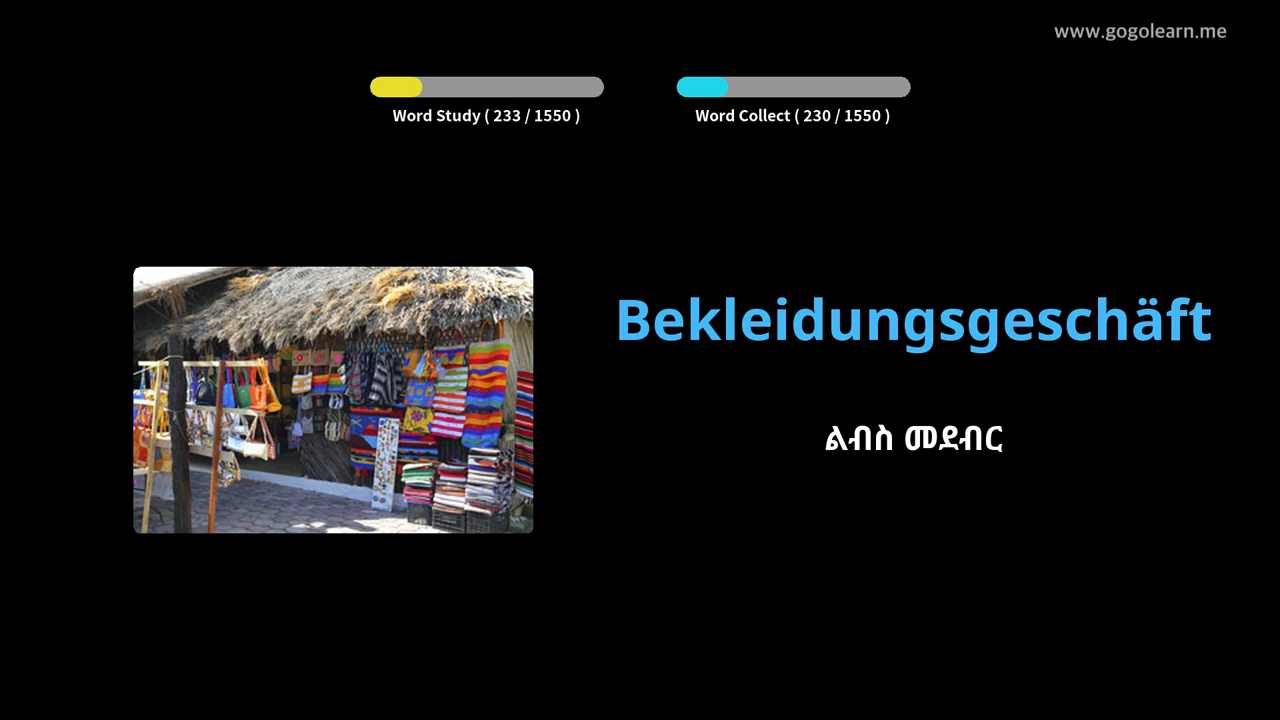 www.gogolearn.me
Word Study ( 233 / 1550 )
Word Collect ( 230 / 1550 )
Bekleidungsgeschäft
ልብስ መደብር